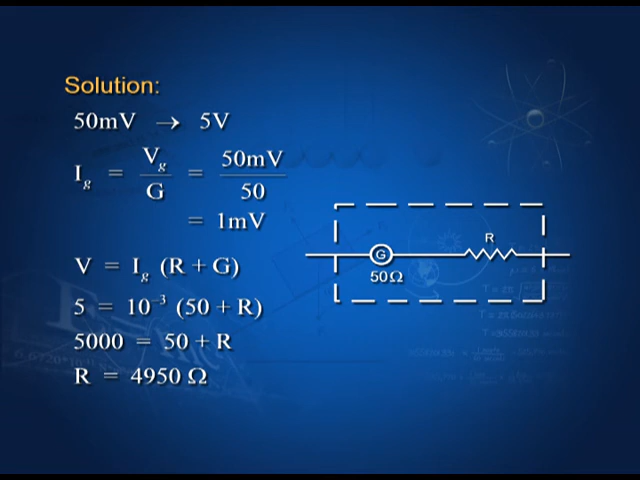 Solution:
50mV → 5V
I_g = V_g / G = 50mV / 50
= 1mV
V = I_g (R + G)
5 = 10⁻³ (50 + R)
5000 = 50 + R
R = 4950 Ω
R
G
50Ω